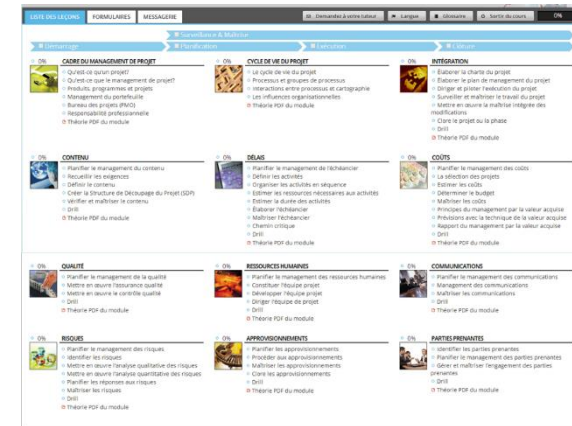 LISTE DES LEÇONS
FORMULAIRES
MESSAGERIE
Demandez à votre tuteur
Langue
Glossaire
Sortir du cours
0%
Surveillance & Maîtrise
Démarrage
Planification
Exécution
Clôture
0%
CADRE DU MANAGEMENT DE PROJET
Qu'est-ce qu'un projet?
Qu'est-ce que le management de projet?
Produits, programmes et projets
Management du portefeuille
Bureau des projets (PMO)
Responsabilité professionnelle
Théorie PDF du module
0%
CYCLE DE VIE DU PROJET
Le cycle de vie du projet
Processus et groupes de processus
Interactions entre processus et cartographie
Les influences organisationnelles
Théorie PDF du module
0%
INTÉGRATION
Élaborer la charte du projet
Élaborer le plan de management du projet
Diriger et piloter l'exécution du projet
Surveiller et maîtriser le travail du projet
Mettre en œuvre la maîtrise intégrée des
modifications
Clore le projet ou la phase
Drill
Théorie PDF du module
0%
CONTENU
Planifier le management du contenu
Recueillir les exigences
Définir le contenu
Créer la Structure de Découpage du Projet (SDP)
Vérifier et maîtriser le contenu
Drill
Théorie PDF du module
0%
DÉLAIS
Planifier le management de l'échéancier
Définir les activités
Organiser les activités en séquence
Estimer les ressources nécessaires aux activités
Estimer la durée des activités
Élaborer l'échéancier
Maîtriser l'échéancier
Chemin critique
Drill
Théorie PDF du module
0%
COÛTS
Planifier le management des coûts
La sélection des projets
Estimer les coûts
Déterminer le budget
Maîtriser les coûts
Principes du management par la valeur acquise
Prévisions avec la technique de la valeur acquise
Rapport du management par la valeur acquise
Drill
Théorie PDF du module
0%
QUALITÉ
Planifier le management de la qualité
Mettre en œuvre l'assurance qualité
Mettre en œuvre le contrôle qualité
Drill
Théorie PDF du module
0%
RESSOURCES HUMAINES
Planifier le management des ressources humaines
Constituer l'équipe projet
Développer l'équipe projet
Diriger l'équipe de projet
Drill
Théorie PDF du module
0%
COMMUNICATIONS
Planifier le management des communications
Management des communications
Maîtriser les communications
Drill
Théorie PDF du module
0%
RISQUES
Planifier le management des risques
Identifier les risques
Mettre en œuvre l'analyse qualitative des risques
Mettre en œuvre l'analyse quantitative des risques
Planifier les réponses aux risques
Maîtriser les risques
Drill
Théorie PDF du module
0%
APPROVISIONNEMENTS
Planifier les approvisionnements
Procéder aux approvisionnements
Maîtriser les approvisionnements
Clore les approvisionnements
Drill
Théorie PDF du module
0%
PARTIES PRENANTES
Identifier les parties prenantes
Planifier le management des parties prenantes
Gérer et maîtriser l'engagement des parties
prenantes
Drill
Théorie PDF du module